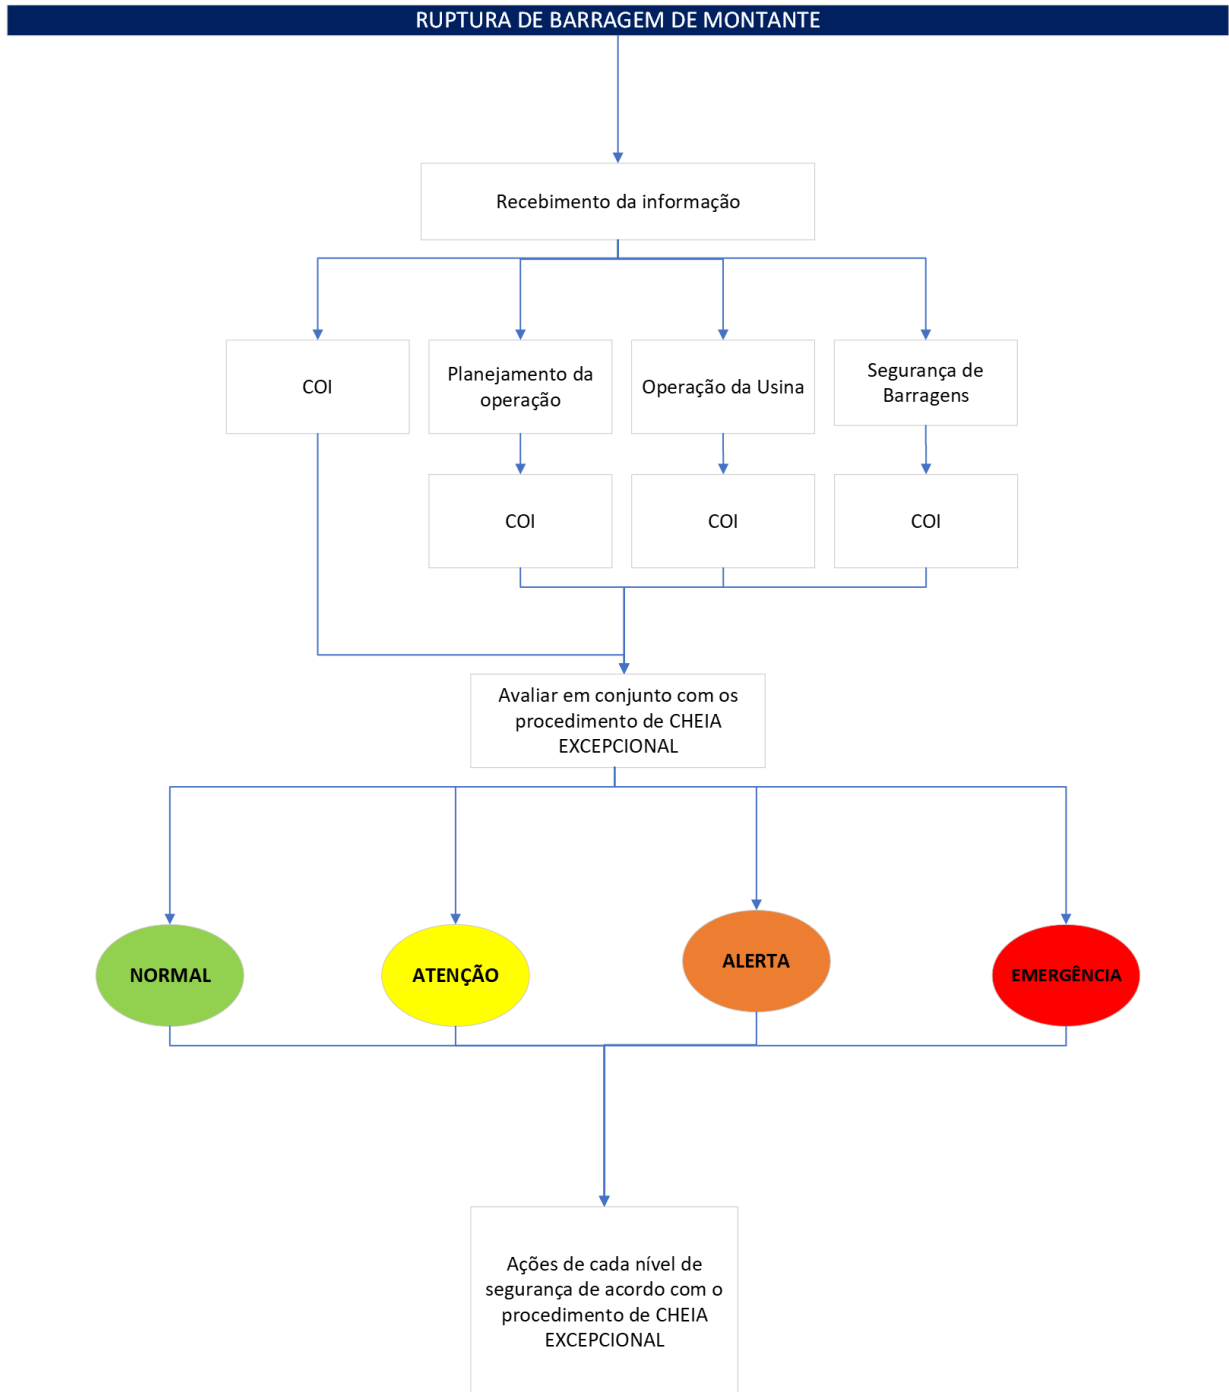 RUPTURA DE BARRAGEM DE MONTANTE
Recebimento da informação
COI
Planejamento da
operação
Operação da Usina
Segurança de
Barragens
COI
COI
COI
Avaliar em conjunto com os
procedimento de CHEIA
EXCEPCIONAL
NORMAL
ATENÇÃO
ALERTA
EMERGÊNCIA
Ações de cada nível de
segurança de acordo com o
procedimento de CHEIA
EXCEPCIONAL